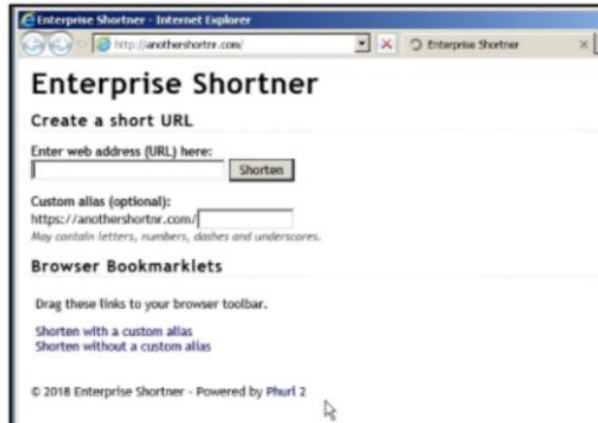 Enterprise Shortner - Internet Explorer
http://anothershortnr.com/
Enterprise Shortner
Enterprise Shortner
Create a short URL
Enter web address (URL) here:
Shorten
Custom alias (optional):
https://anothershortnr.com/
May contain letters, numbers, dashes and underscores.
Browser Bookmarklets
Drag these links to your browser toolbar.
Shorten with a custom alias
Shorten without a custom alias
© 2018 Enterprise Shortner - Powered by Phurl 2